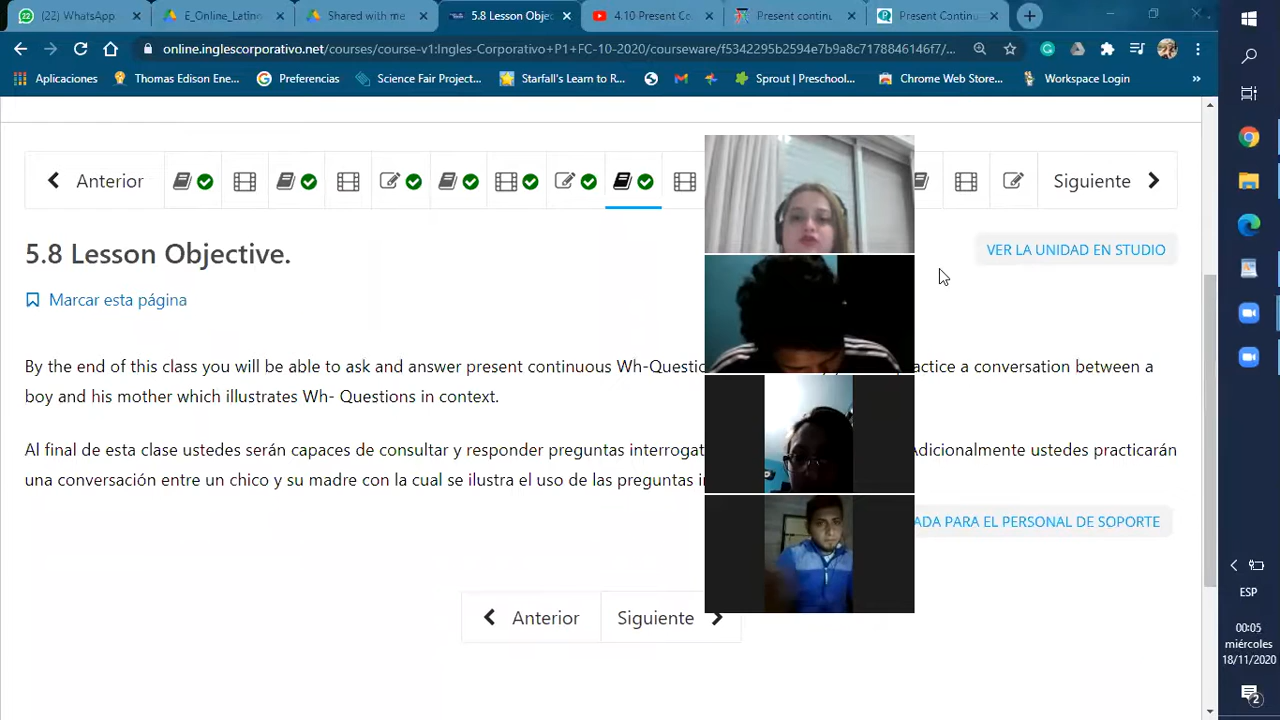 (22) WhatsApp
E_Online_Latino
Shared with me
5.8 Lesson Objec
4.10 Present Co
Present continu
Present Continu
online.inglescorporativo.net/courses/course-v1:Ingles-Corporativo+P1+FC-10-2020/courseware/f5342295b2594e7b9a8c7178846146f7/...
Aplicaciones
Thomas Edison Ene...
Preferencias
Science Fair Project...
Starfall's Learn to R...
Sprout | Preschool...
Chrome Web Store...
Workspace Login
Anterior
Siguiente
5.8 Lesson Objective.
VER LA UNIDAD EN STUDIO
Marcar esta página
By the end of this class you will be able to ask and answer present continuous Wh-Questio
actice a conversation between a
boy and his mother which illustrates Wh- Questions in context.
Al final de esta clase ustedes serán capaces de consultar y responder preguntas interrogat
Adicionalmente ustedes practicarán
una conversación entre un chico y su madre con la cual se ilustra el uso de las preguntas
ADA PARA EL PERSONAL DE SOPORTE
Anterior
Siguiente
ESP
00:05
miércoles
18/11/2020
2